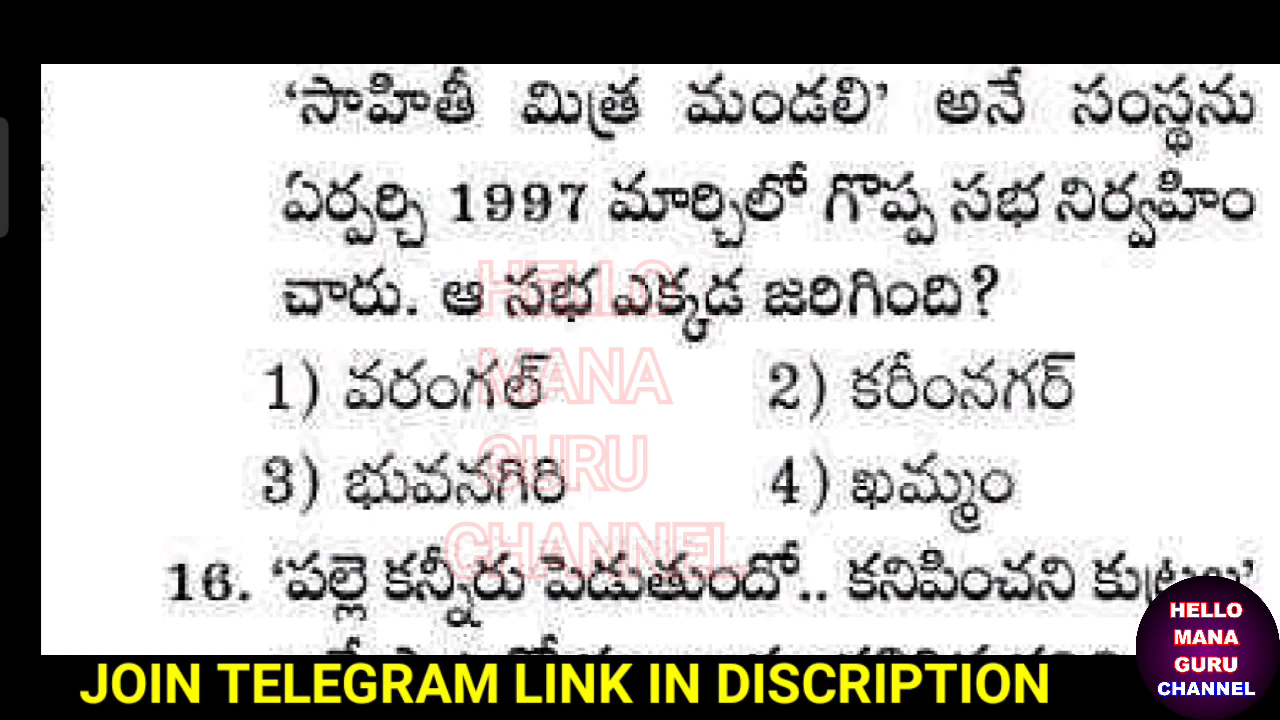 ‘సాహితీ మిత్ర మండలి’ అనే సంస్థను
ఏర్పర్చి 1997 మార్చిలో గొప్ప సభ నిర్వహిం
చారు. ఆ సభ ఎక్కడ జరిగింది?
1) వరంగల్ 2) కరీంనగర్
3) భువనగిరి 4) ఖమ్మం
HELLO
MANA
GURU
CHANNEL
16. ‘పల్లె కన్నీరు పెడుతుందో.. కనిపించని కుట్రల’
HELLO
MANA
GURU
CHANNEL
JOIN TELEGRAM LINK IN DISCRIPTION